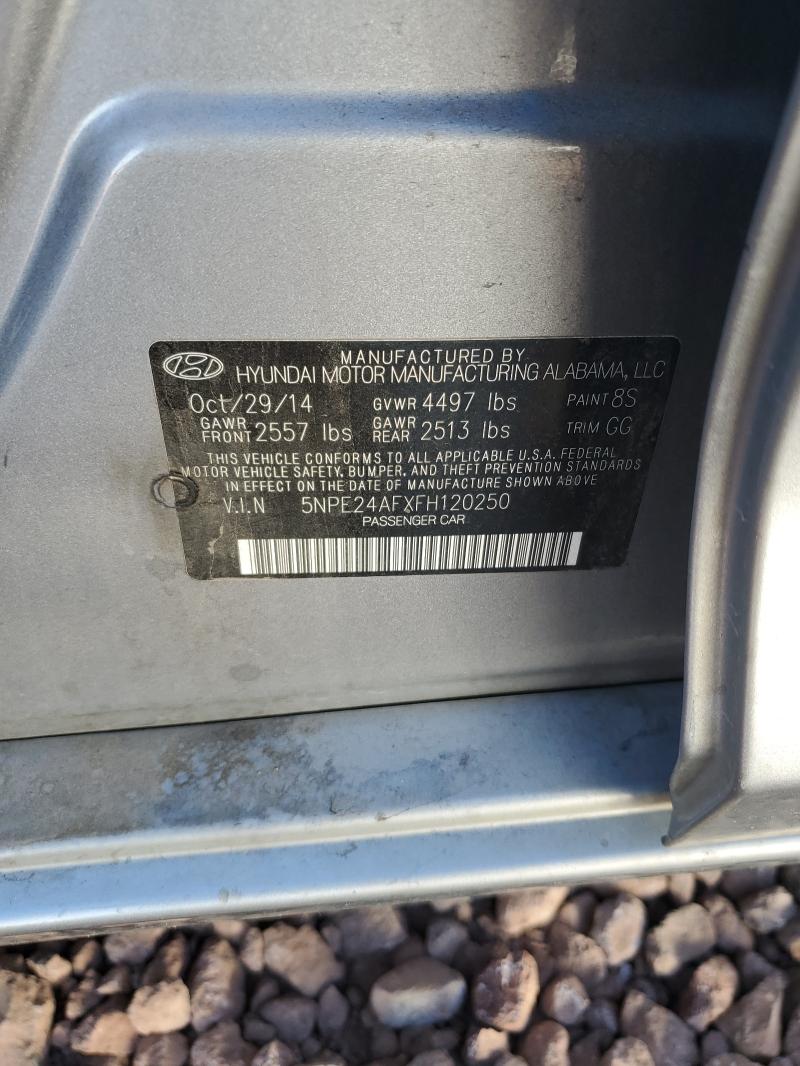 MANUFACTURED BY
HYUNDAI MOTOR MANUFACTURING ALABAMA, LLC
Oct/29/14 GVWR 4497 lbs PAINT 8S
GAWR FRONT 2557 lbs GAWR REAR 2513 lbs TRIM GG
THIS VEHICLE CONFORMS TO ALL APPLICABLE U.S.A. FEDERAL
MOTOR VEHICLE SAFETY, BUMPER, AND THEFT PREVENTION STANDARDS
IN EFFECT ON THE DATE OF MANUFACTURE SHOWN ABOVE
V.I.N 5NPE24AFXFH120250
PASSENGER CAR